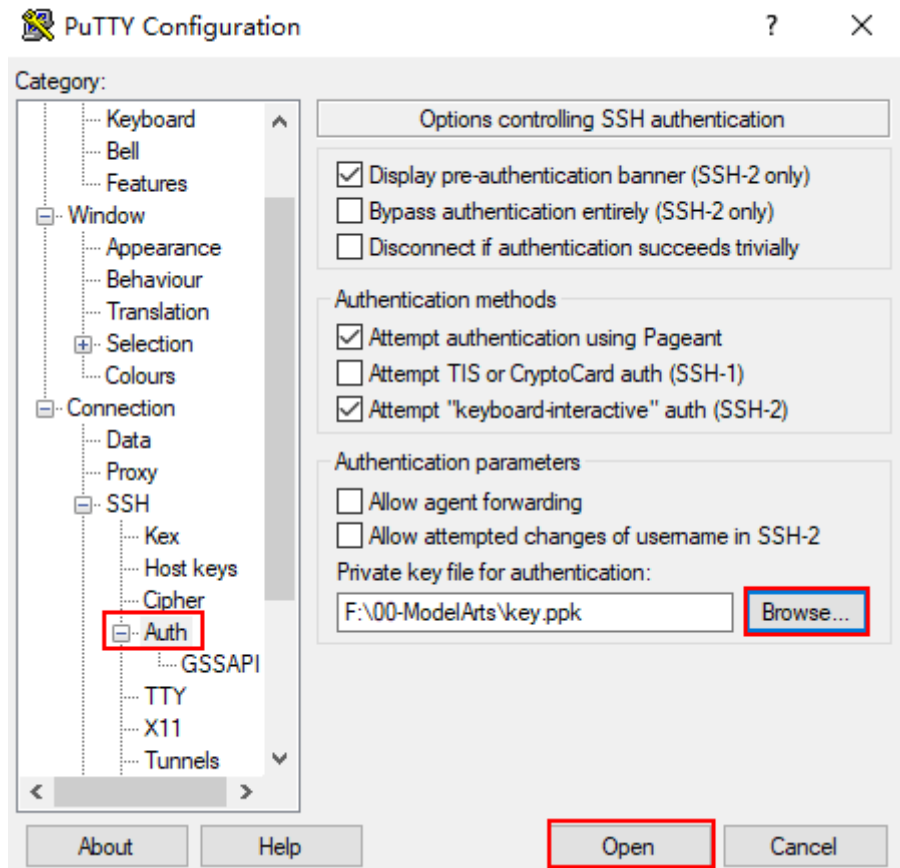 PuTTY Configuration
?
Category:
Keyboard
Bell
Features
Window
Appearance
Behaviour
Translation
Selection
Colours
Connection
Data
Proxy
SSH
Kex
Host keys
Cipher
Auth
GSSAPI
TTY
X11
Tunnels
Options controlling SSH authentication
Display pre-authentication banner (SSH-2 only)
Bypass authentication entirely (SSH-2 only)
Disconnect if authentication succeeds trivially
Authentication methods
Attempt authentication using Pageant
Attempt TIS or CryptoCard auth (SSH-1)
Attempt "keyboard-interactive" auth (SSH-2)
Authentication parameters
Allow agent forwarding
Allow attempted changes of username in SSH-2
Private key file for authentication:
F:\00-ModelArts\key.ppk
Browse...
About
Help
Open
Cancel